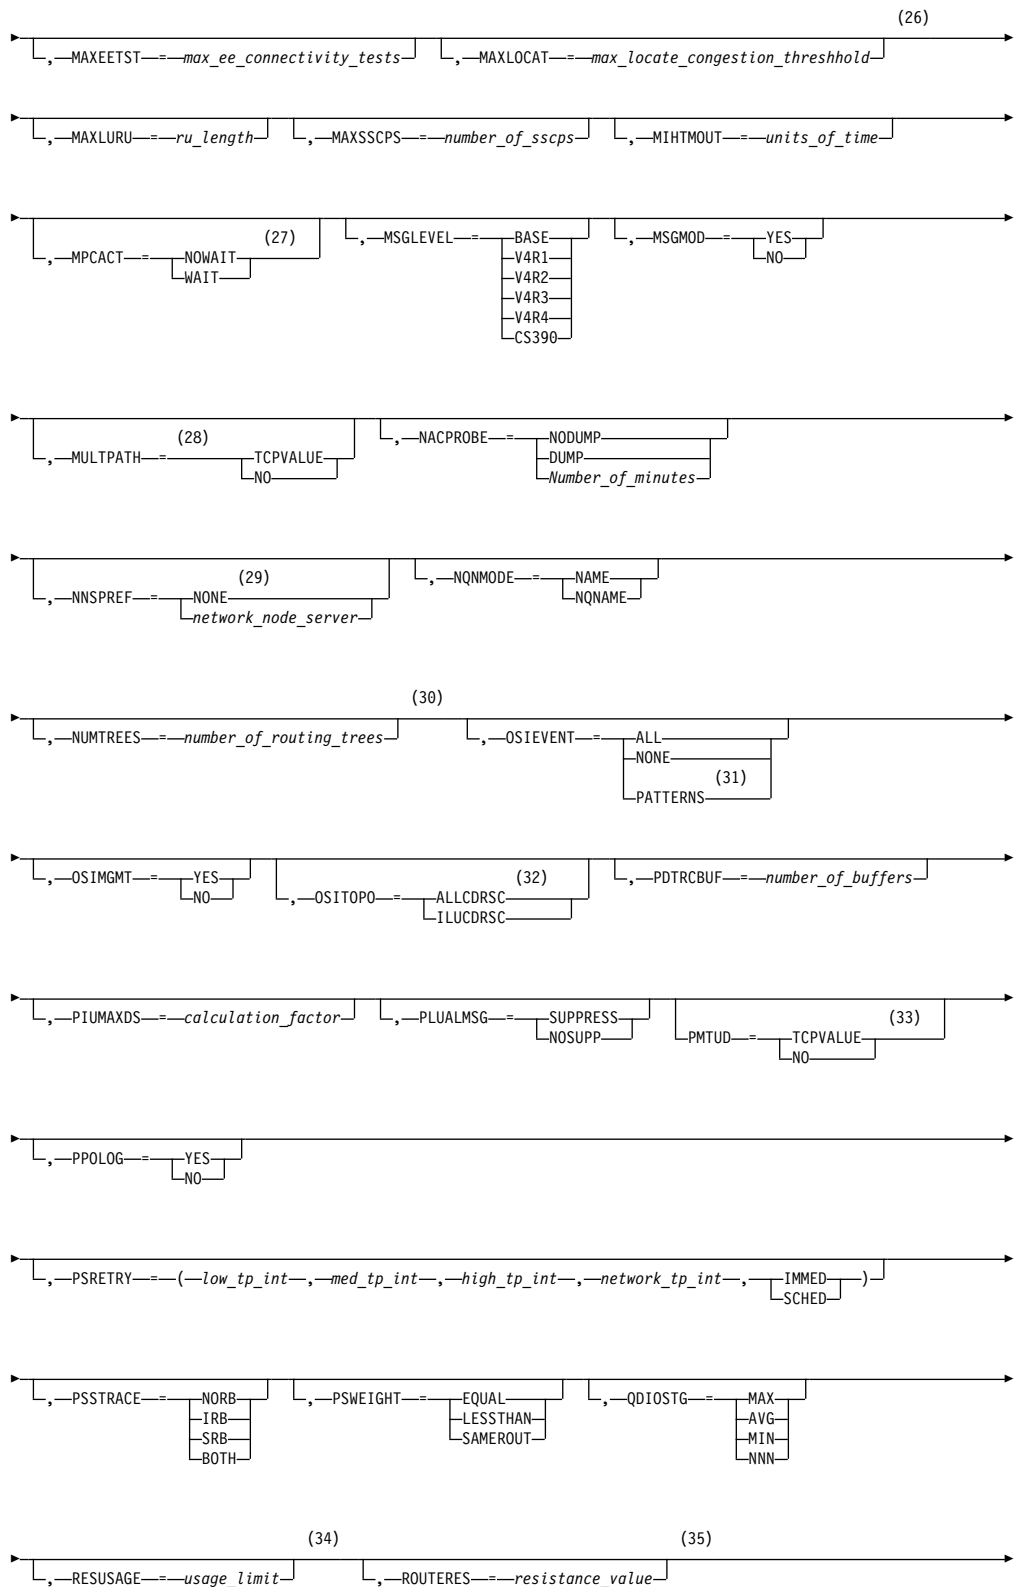 (26)
,—MAXEETST—=—max_ee_connectivity_tests ,—MAXLOCAT—=—max_locate_congestion_threshhold
,—MAXLURU—=—ru_length ,—MAXSSCPS—=—number_of_sscps ,—MIHTMOUT—=—units_of_time
(27)
,—MPCACT—=—NOWAIT ,—MSGLEVEL—=—BASE ,—MSGMOD—=—YES
WAIT V4R1 NO
V4R2
V4R3
V4R4
CS390
(28)
,—MULTPATH—=—TCPVALUE ,—NACPROBE—=—NODUMP
NO DUMP
Number_of_minutes
(29)
,—NNSPREF—=—NONE ,—NQNMODE—=—NAME
network_node_server NQNAME
(30)
,—NUMTREES—=—number_of_routing_trees ,—OSIEVENT—=—ALL
NONE
(31)
PATTERNS
,—OSIMGMT—=—YES (32) ,—PDTRCBUF—=—number_of_buffers
NO ,—OSITOPO—=—ALLCDRSC
ILUCDRSC
,—PIUMAXDS—=—calculation_factor ,—PLUALMSG—=—SUPPRESS (33)
NOSUPP PMTUD—=—TCPVALUE
NO
,—PPOLOG—=—YES
NO
,—PSRETRY—=—(—low_tp_int—,—med_tp_int—,—high_tp_int—,—network_tp_int—,—IMMED—)
SCHED
,—PSSTRACE—=—NORB ,—PSWEIGHT—=—EQUAL ,—QDIOSTG—=—MAX
IRB LESSTHAN AVG
SRB SAMEROUT MIN
BOTH NNN
(34) (35)
,—RESUSAGE—=—usage_limit ,—ROUTERES—=—resistance_value